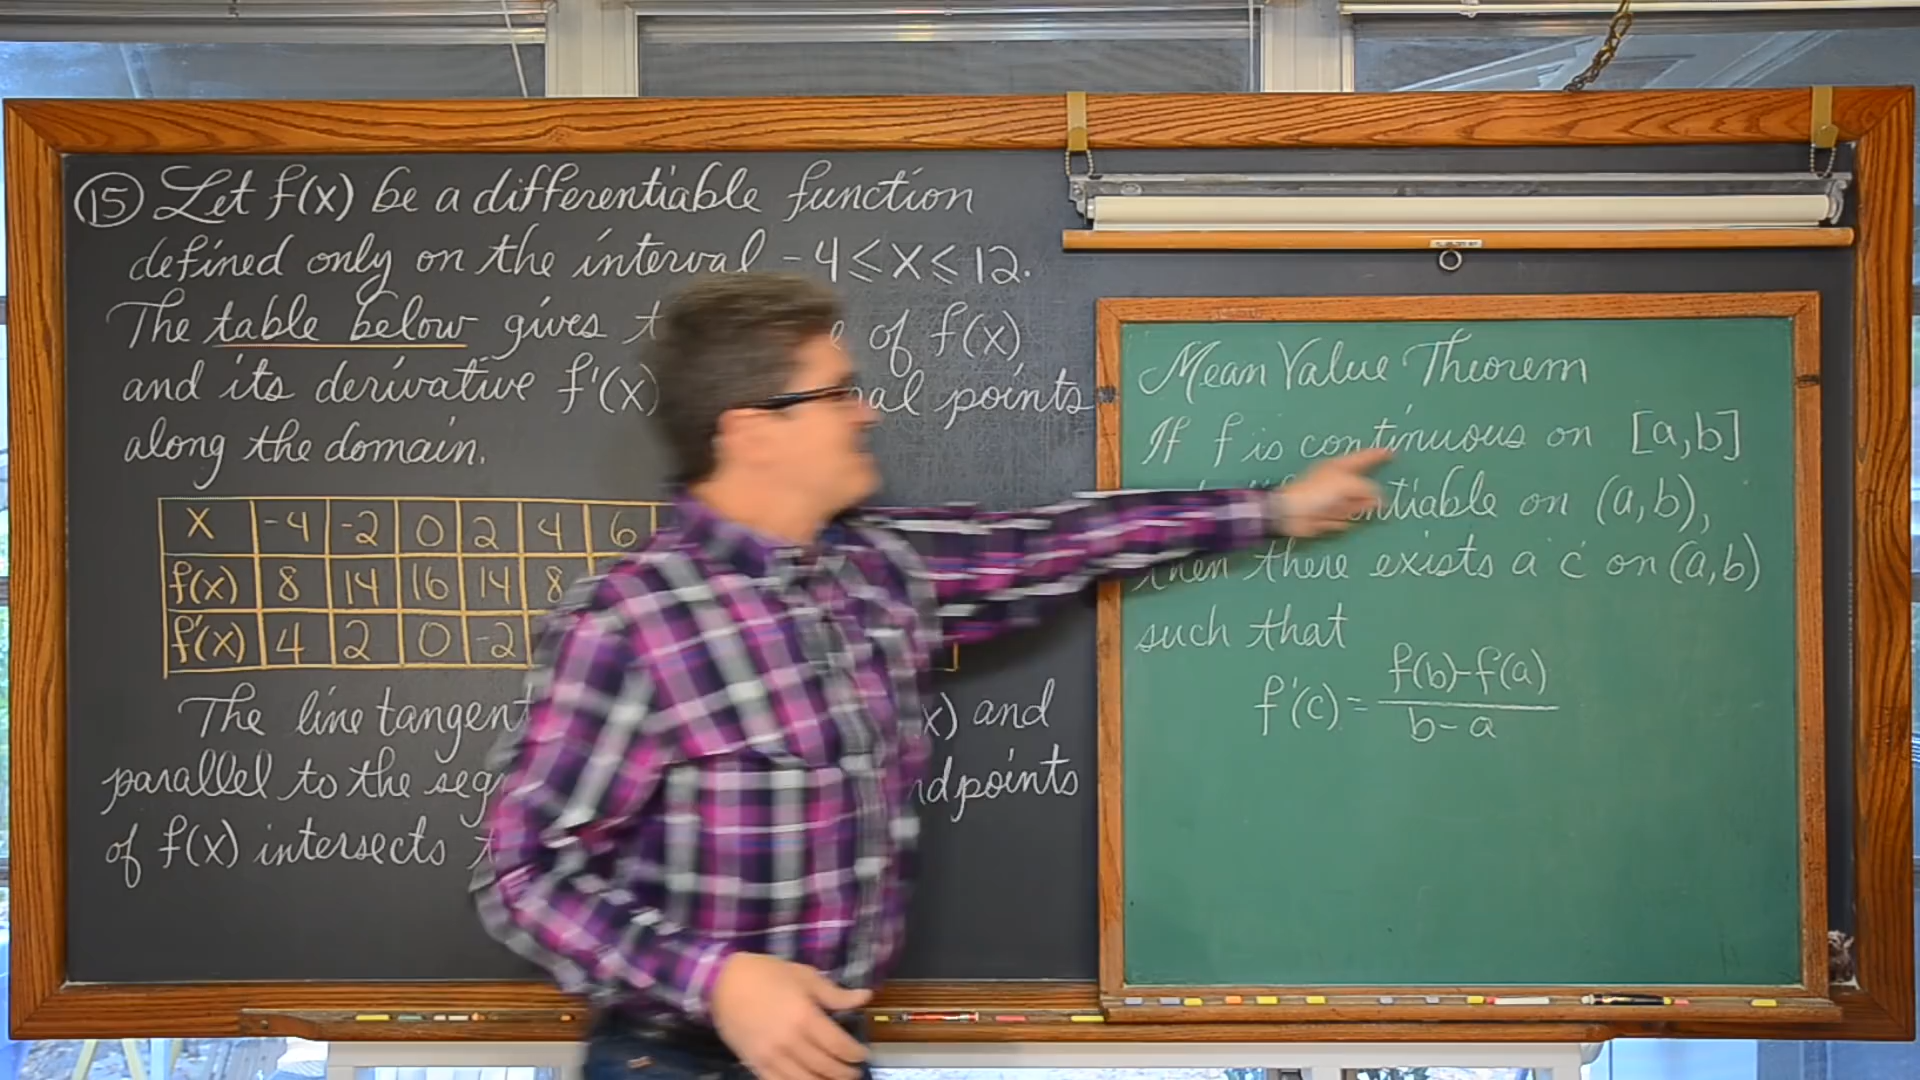 15 Let f(x) be a differentiable function
defined only on the interval -4 ≤ x ≤ 12.
The table below gives of f(x)
and its derivative f'(x) points
along the domain.
x -4 -2 0 2 4 6
f(x) 8 14 16 14 8
f'(x) 4 2 0 -2
The line tangent and
parallel to the
of f(x) intersects
Mean Value Theorem
If f is continuous on [a,b]
on (a,b),
then there exists a c on (a,b)
such that
f'(c) = \frac{f(b)-f(a)}{b-a}